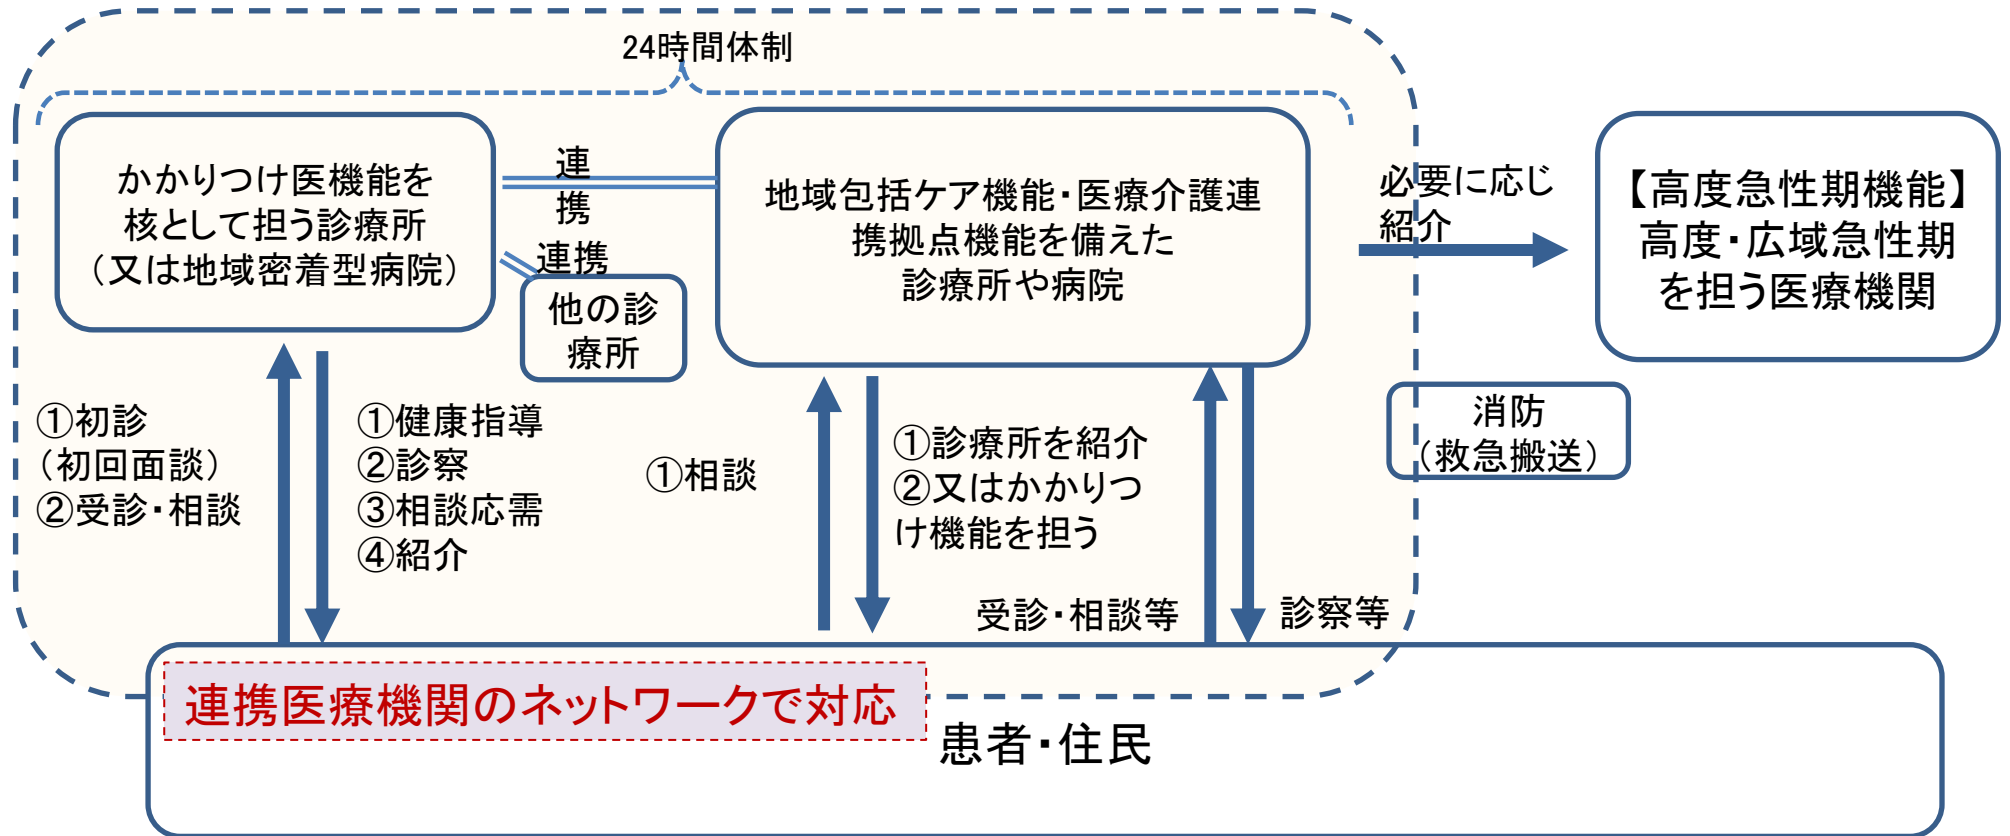 24時間体制
かかりつけ医機能を
核として担う診療所
（又は地域密着型病院）
連
携
連携
他の診
療所
地域包括ケア機能・医療介護連
携拠点機能を備えた
診療所や病院
必要に応じ
紹介
【高度急性期機能】
高度・広域急性期
を担う医療機関
消防
（救急搬送）
①初診
（初回面談）
②受診・相談
①健康指導
②診察
③相談応需
④紹介
①相談
①診療所を紹介
②又はかかりつ
け機能を担う
受診・相談等
診察等
連携医療機関のネットワークで対応
患者・住民